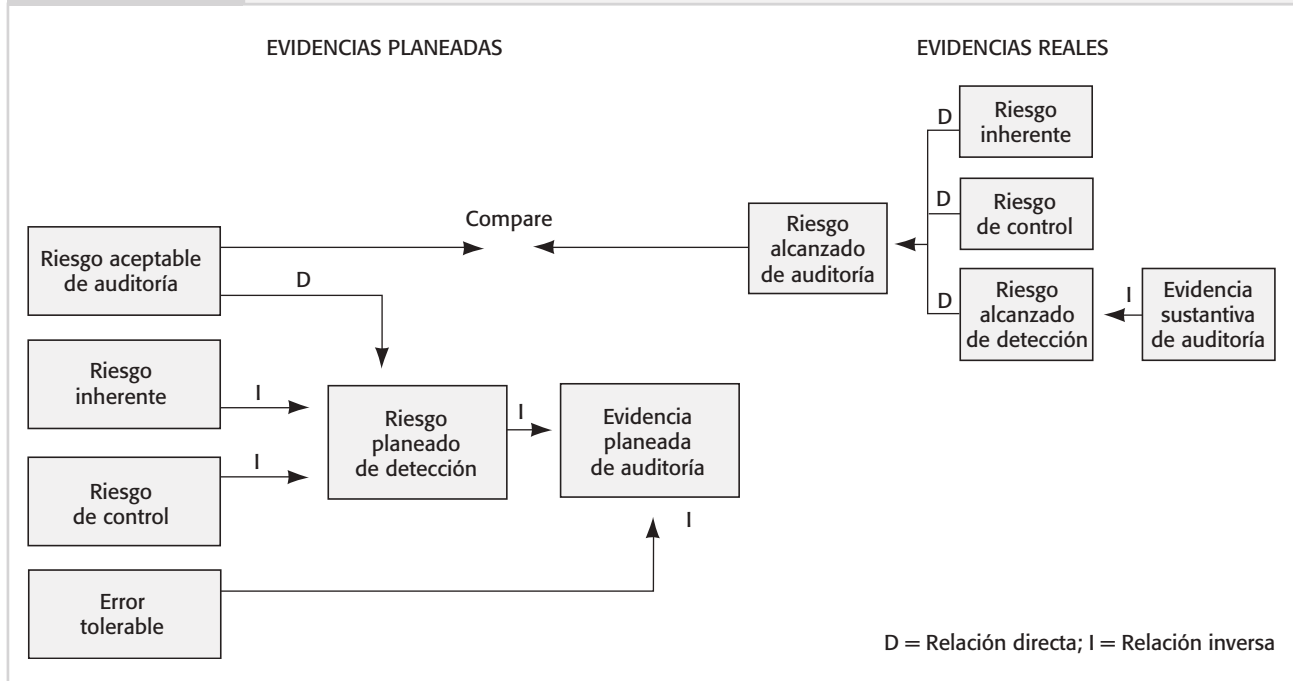 EVIDENCIAS PLANEADAS
EVIDENCIAS REALES
D
Riesgo
inherente
D
Riesgo
de control
Compare
Riesgo
alcanzado
de auditoría
Riesgo aceptable
de auditoría
D
D
Riesgo
alcanzado
de detección
I
Evidencia
sustantiva
de auditoría
Riesgo
inherente
I
Riesgo
planeado
de detección
I
Evidencia
planeada
de auditoría
Riesgo
de control
I
I
Error
tolerable
D = Relación directa; I = Relación inversa